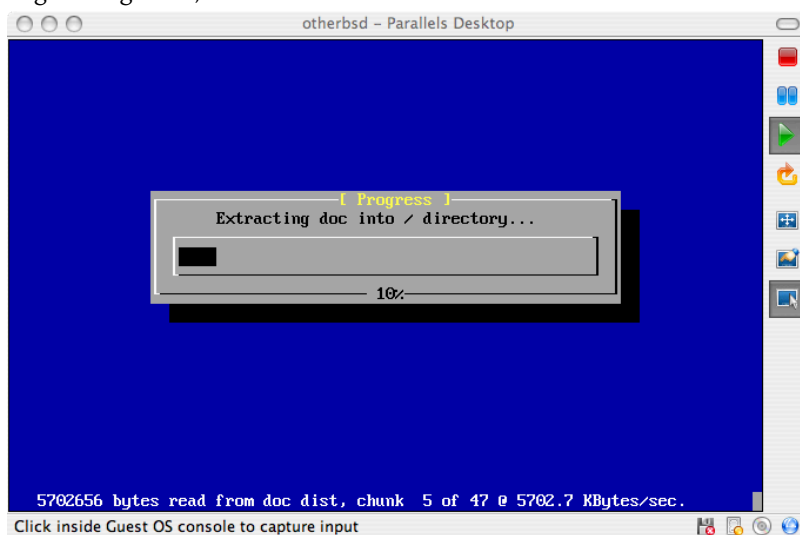 otherbsd – Parallels Desktop
[ Progress ]
Extracting doc into / directory...
10%
5702656 bytes read from doc dist, chunk  5 of 47 @ 5702.7 KBytes/sec.
Click inside Guest OS console to capture input